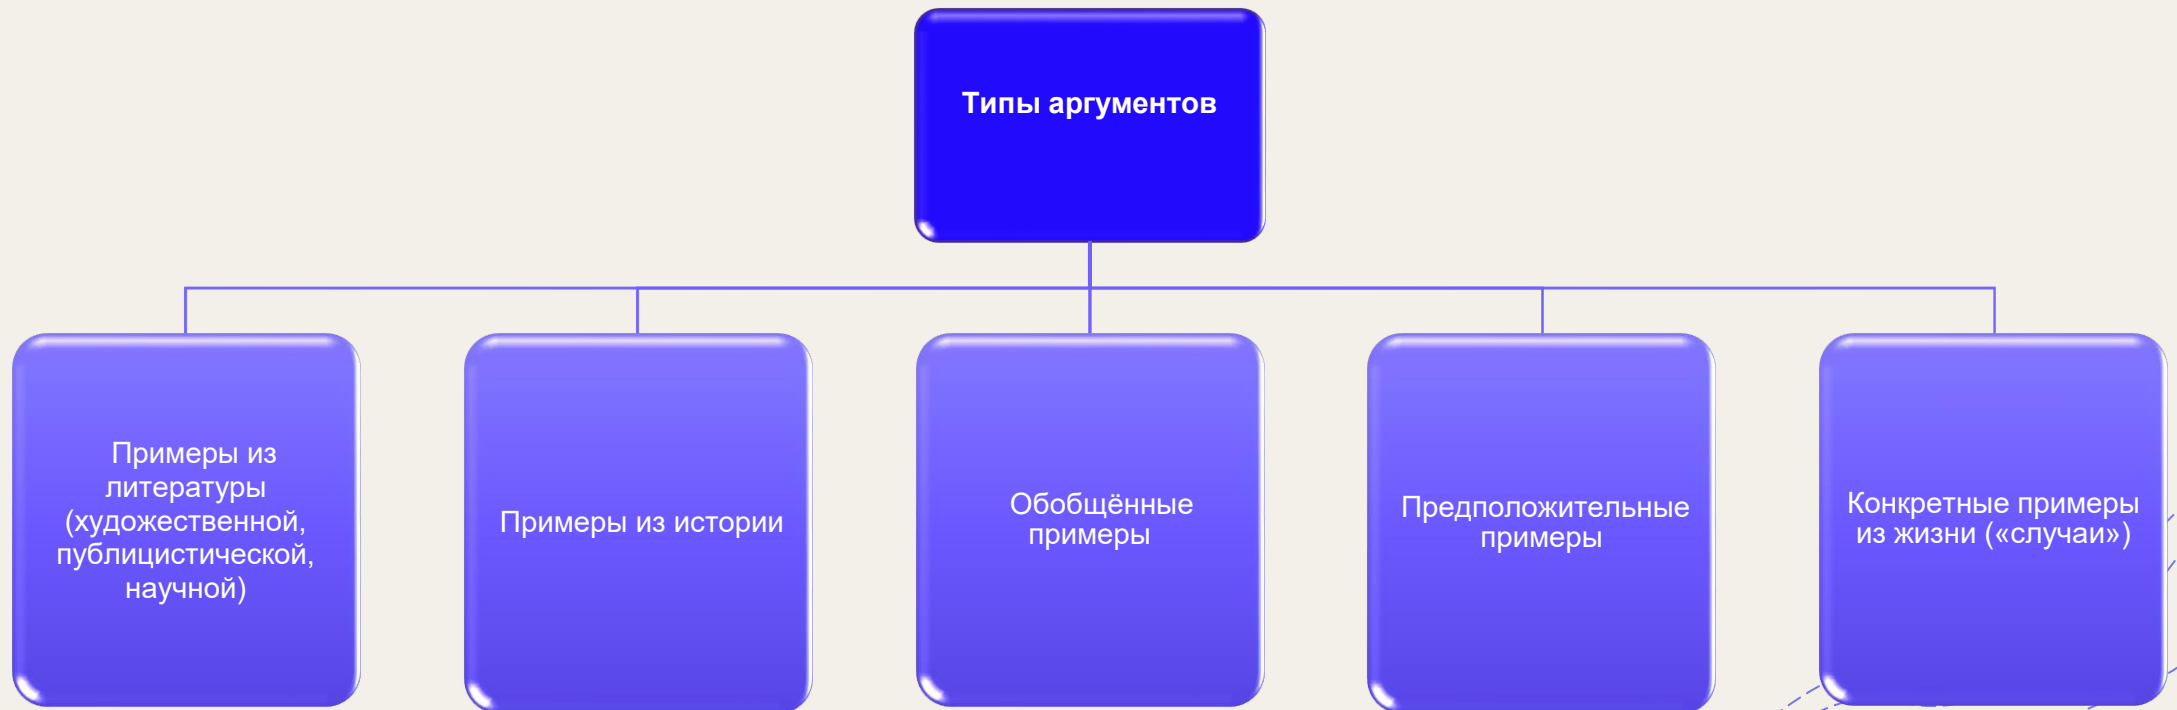 Типы аргументов
Примеры из
литературы
(художественной,
публицистической,
научной)
Примеры из истории
Обобщённые
примеры
Предположительные
примеры
Конкретные примеры
из жизни («случаи»)